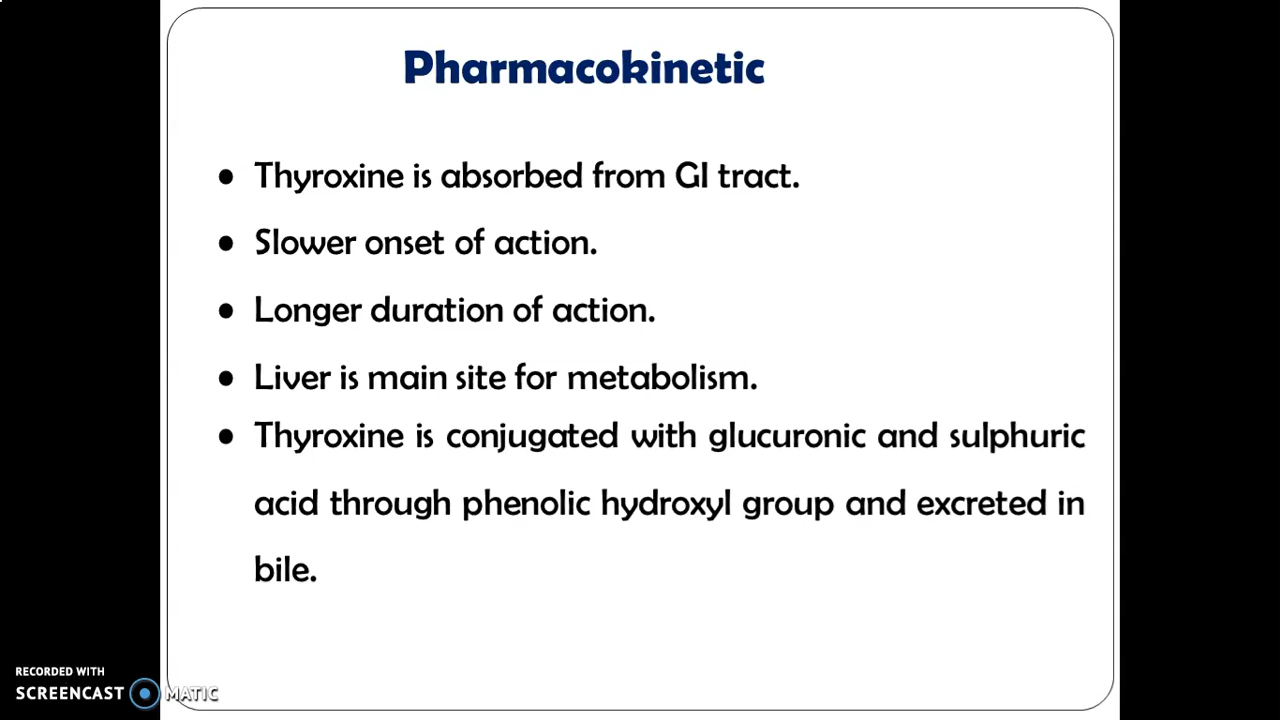 Pharmacokinetic
● Thyroxine is absorbed from GI tract.
● Slower onset of action.
● Longer duration of action.
● Liver is main site for metabolism.
● Thyroxine is conjugated with glucuronic and sulphuric
acid through phenolic hydroxyl group and excreted in
bile.
RECORDED WITH
SCREENCAST MATIC